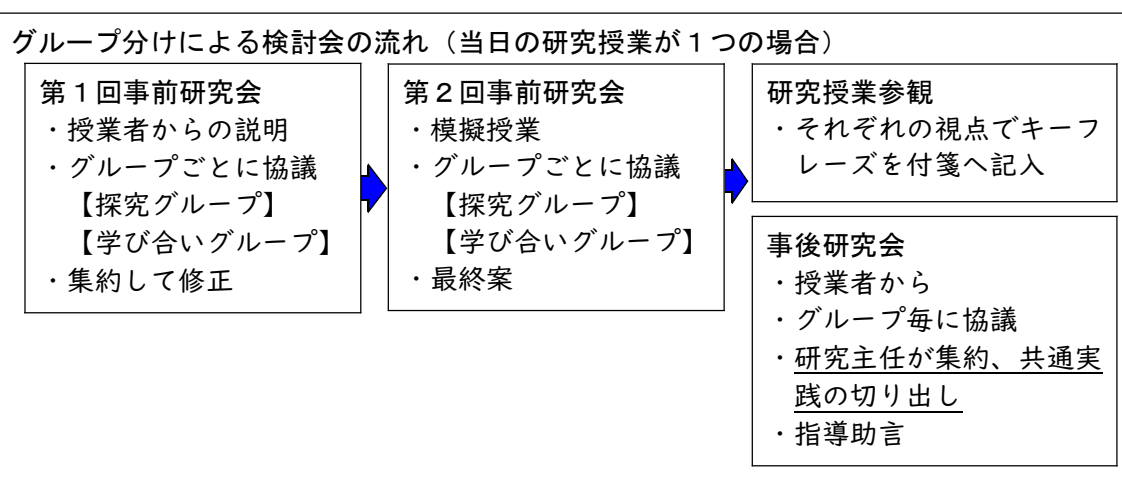 グループ分けによる検討会の流れ（当日の研究授業が１つの場合）
第１回事前研究会
・授業者からの説明
・グループごとに協議
【探究グループ】
【学び合いグループ】
・集約して修正
第２回事前研究会
・模擬授業
・グループごとに協議
【探究グループ】
【学び合いグループ】
・最終案
研究授業参観
・それぞれの視点でキーフ
レーズを付箋へ記入
事後研究会
・授業者から
・グループ毎に協議
・研究主任が集約、共通実
践の切り出し
・指導助言